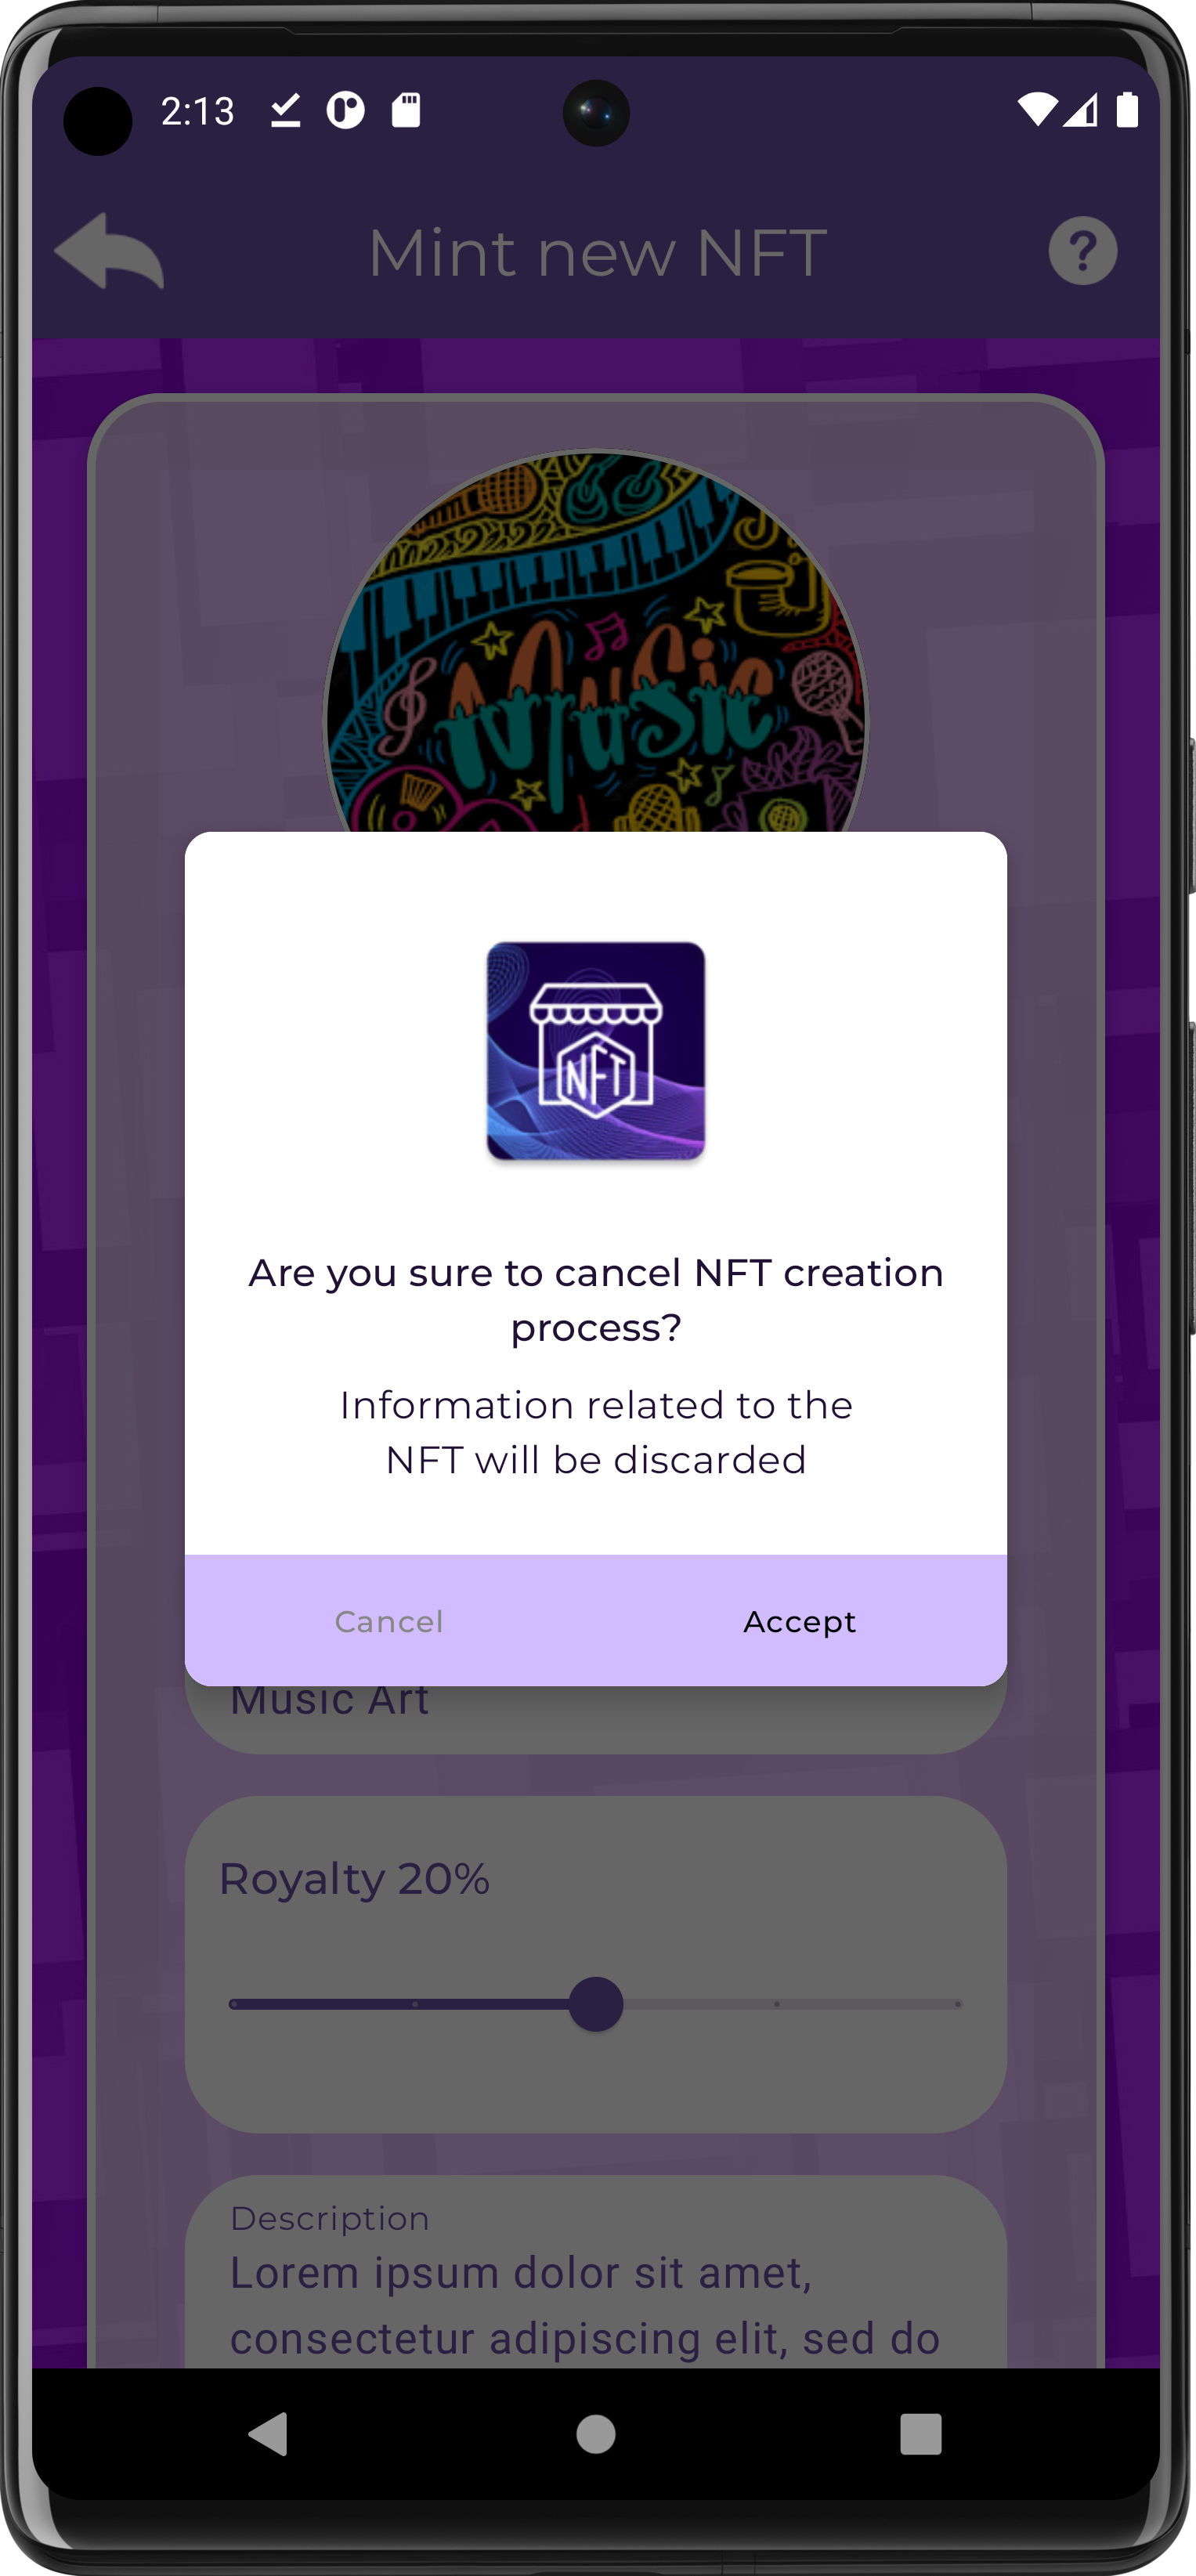 2:13
Mint new NFT
?
Music
Music
NFT
Are you sure to cancel NFT creation
process?
Information related to the
NFT will be discarded
Cancel
Accept
Music Art
Royalty 20%
Description
Lorem ipsum dolor sit amet,
consectetur adipiscing elit, sed do